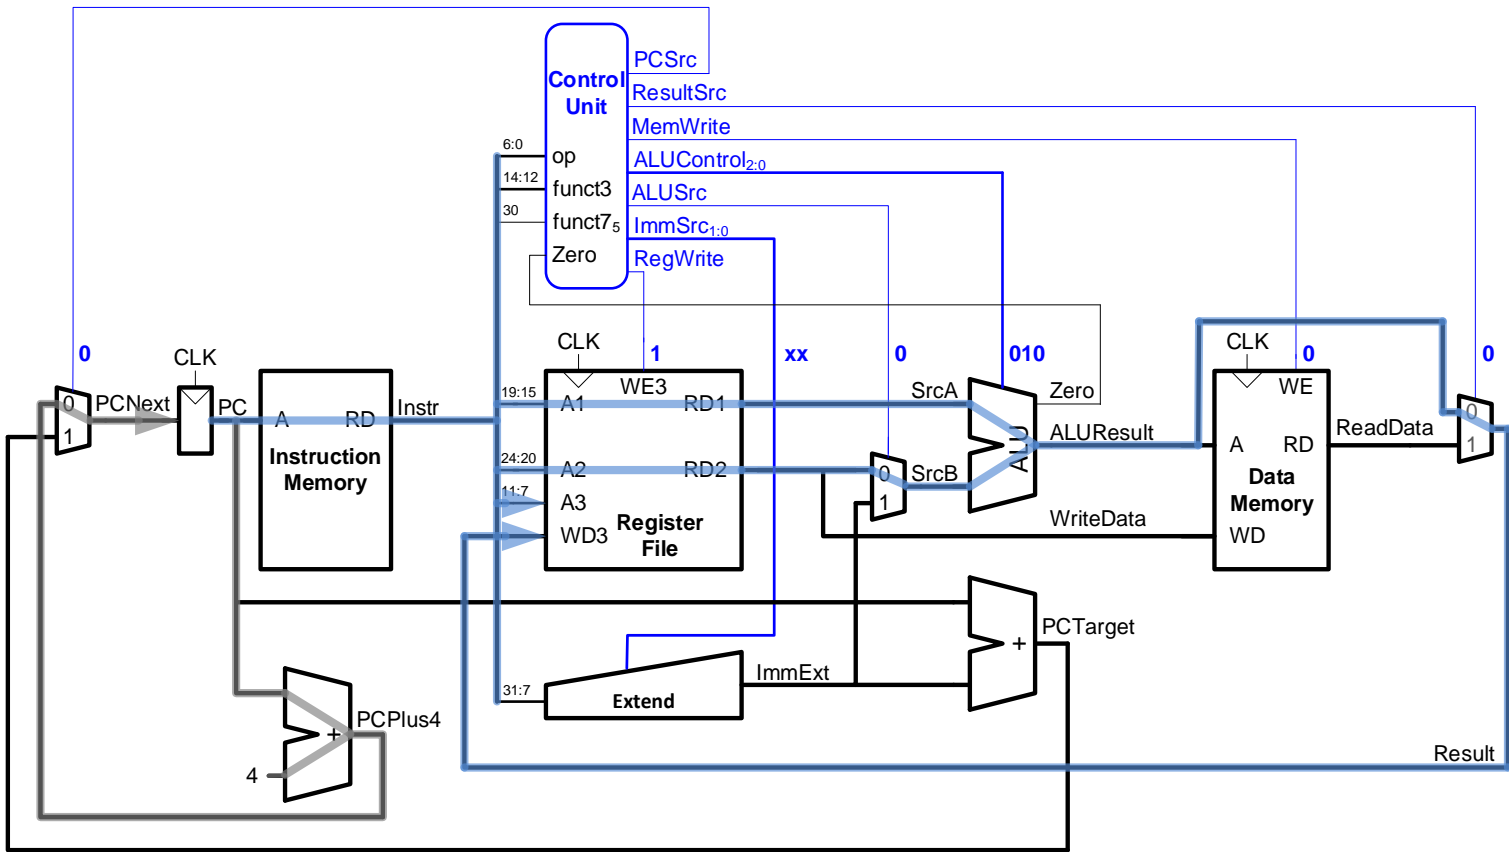 PCSrc
Control
Unit
ResultSrc
MemWrite
6:0
op
ALUControl2:0
14:12
funct3
ALUSrc
30
funct75
ImmSrc1:0
Zero
RegWrite
0
CLK
CLK
1
xx
0
010
CLK
0
0
0
1
PCNext
PC
A
RD
Instr
Instruction
Memory
19:15
A1
WE3
RD1
24:20
A2
RD2
11:7
A3
WD3
Register
File
SrcA
0
1
SrcB
ALU
Zero
ALUResult
WriteData
WE
A
RD
Data
Memory
WD
ReadData
0
1
31:7
Extend
ImmExt
+
PCTarget
+
PCPlus4
4
Result